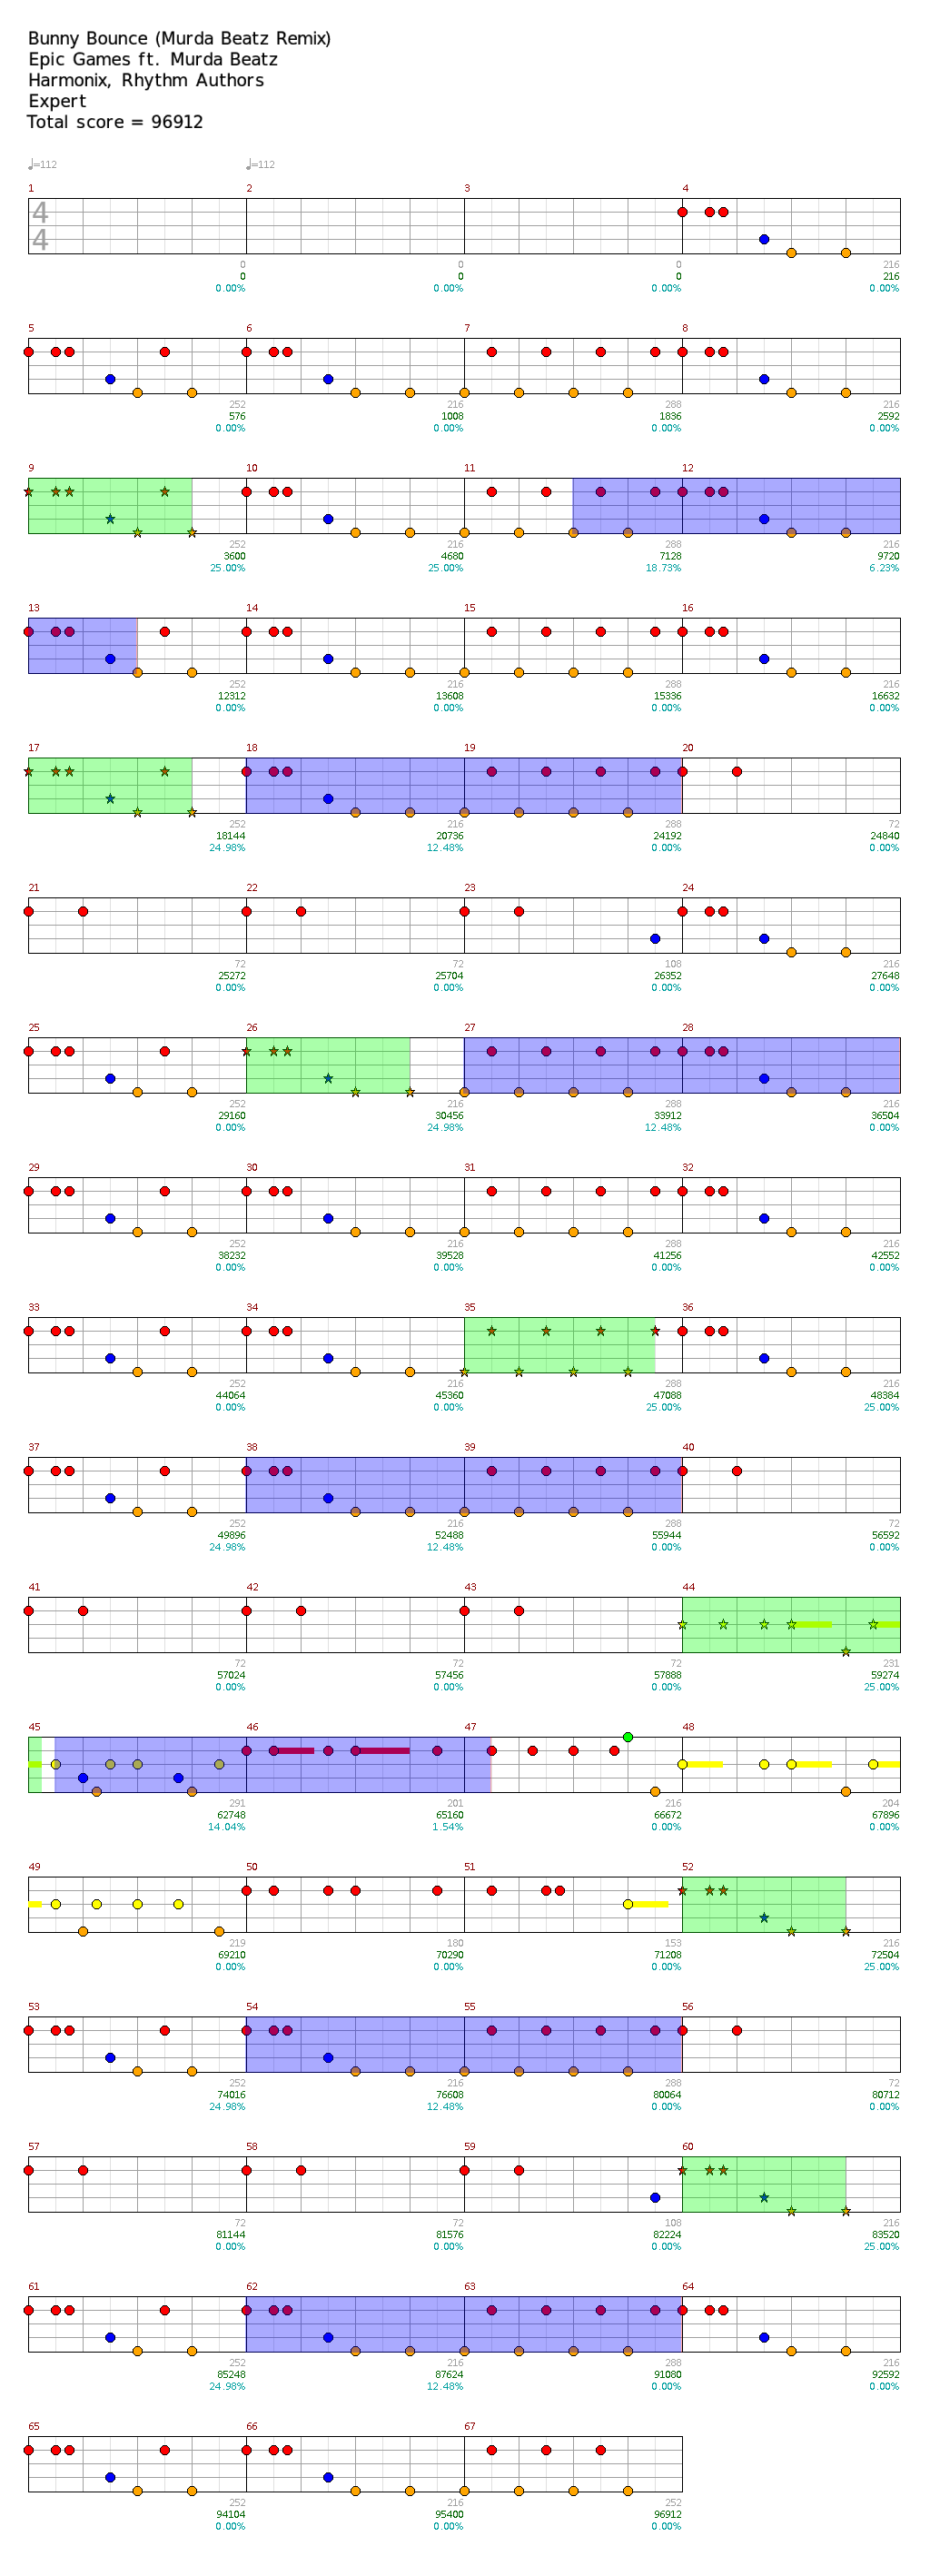 Bunny Bounce (Murda Beatz Remix)
Epic Games ft. Murda Beatz
Harmonix, Rhythm Authors
Expert
Total score = 96912
♩=112 ♩=112
1 2 3 4
4
4
0 0 0 216
0 0 0 216
0.00% 0.00% 0.00% 0.00%
5 6 7 8
252 216 288 216
576 1008 1836 2592
0.00% 0.00% 0.00% 0.00%
9 10 11 12
252 216 288 216
3600 4680 7128 9720
25.00% 25.00% 18.73% 6.23%
13 14 15 16
252 216 288 216
12312 13608 15336 16632
0.00% 0.00% 0.00% 0.00%
17 18 19 20
252 216 288 72
18144 20736 24192 24840
24.98% 12.48% 0.00% 0.00%
21 22 23 24
72 72 108 216
25272 25704 26352 27648
0.00% 0.00% 0.00% 0.00%
25 26 27 28
252 216 288 216
29160 30456 33912 36504
0.00% 24.98% 12.48% 0.00%
29 30 31 32
252 216 288 216
38232 39528 41256 42552
0.00% 0.00% 0.00% 0.00%
33 34 35 36
252 216 288 216
44064 45360 47088 48384
0.00% 0.00% 25.00% 25.00%
37 38 39 40
252 216 288 72
49896 52488 55944 56592
24.98% 12.48% 0.00% 0.00%
41 42 43 44
72 72 72 231
57024 57456 57888 59274
0.00% 0.00% 0.00% 25.00%
45 46 47 48
291 201 216 204
62748 65160 66672 67896
14.04% 1.54% 0.00% 0.00%
49 50 51 52
219 180 153 216
69210 70290 71208 72504
0.00% 0.00% 0.00% 25.00%
53 54 55 56
252 216 288 72
74016 76608 80064 80712
24.98% 12.48% 0.00% 0.00%
57 58 59 60
72 72 108 216
81144 81576 82224 83520
0.00% 0.00% 0.00% 25.00%
61 62 63 64
252 216 288 216
85248 87624 91080 92592
24.98% 12.48% 0.00% 0.00%
65 66 67
252 216 252
94104 95400 96912
0.00% 0.00% 0.00%